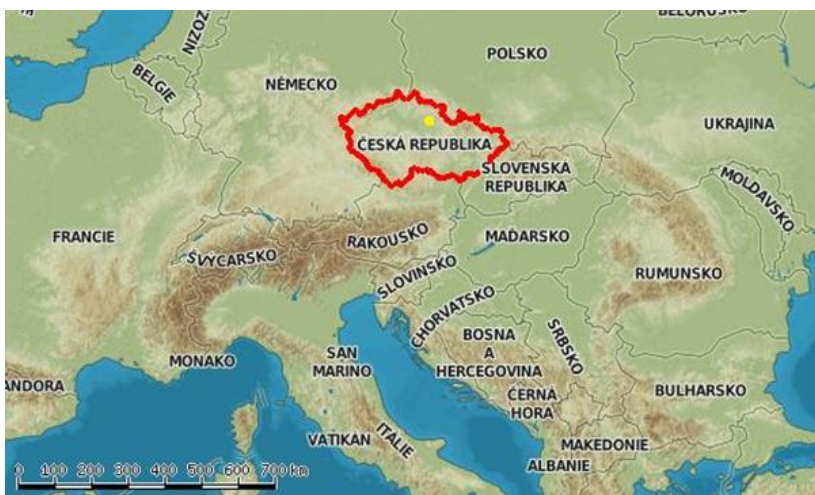 BELORUSKO
NIZOZ
POLSKO
BELGIE
NĚMECKO
UKRAJINA
ČESKÁ REPUBLIKA
SLOVENSKÁ
REPUBLIKA
MOLDAVSKO
FRANCIE
RAKOUSKO
MAĎARSKO
ŠVÝCARSKO
SLOVINSKO
RUMUNSKO
CHORVATSKO
BOSNA
A
HERCEGOVINA
SRBSKO
MONAKO
SAN
MARINO
ANDORA
ČERNÁ
HORA
BULHARSKO
ITÁLIE
VATIKÁN
MAKEDONIE
ALBÁNIE
0 100 200 300 400 500 600 700 km